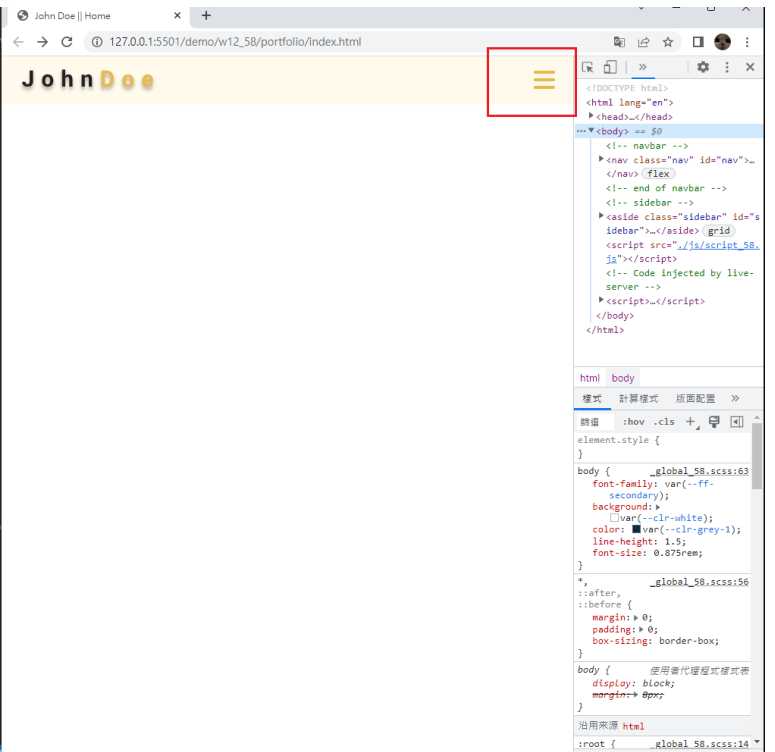 John Doe || Home
127.0.0.1:5501/demo/w12_58/portfolio/index.html
JohnDoe
<!DOCTYPE html>
<html lang="en">
<head>…</head>
<body> == $0
<!-- navbar -->
<nav class="nav" id="nav">…
</nav> flex
<!-- end of navbar -->
<!-- sidebar -->
<aside class="sidebar" id="s
idebar">…</aside> grid
<script src="./js/script_58.
js"></script>
<!-- Code injected by live-
server -->
<script>…</script>
</body>
</html>
html body
樣式 計算樣式 版面配置 »
篩選 :hov .cls +
element.style {
}
body { _global_58.scss:63
font-family: var(--ff-
secondary);
background:
var(--clr-white);
color: var(--clr-grey-1);
line-height: 1.5;
font-size: 0.875rem;
}
*, _global_58.scss:56
::after,
::before {
margin: 0;
padding: 0;
box-sizing: border-box;
}
body { 使用者代理程式樣式表
display: block;
margin: 8px;
}
沿用來源 html
:root { _global_58.scss:14